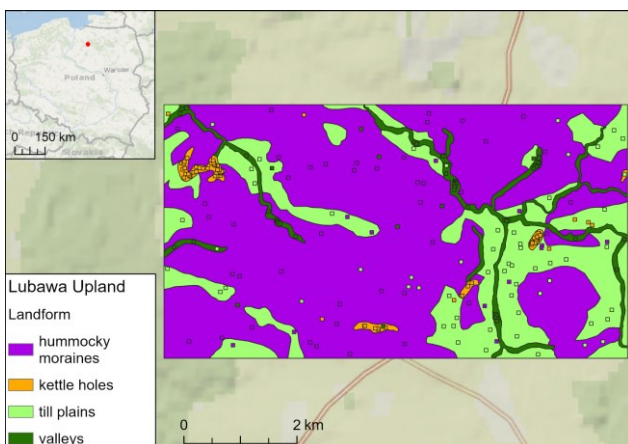 Poland
Warsaw
0 150 km
Slovakia
Lubawa Upland
Landform
hummocky
moraines
kettle holes
till plains
valleys
0 2 km